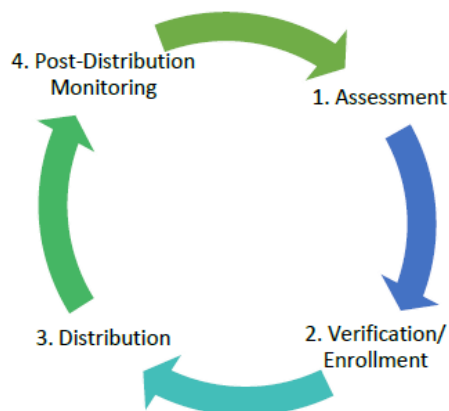 4. Post-Distribution
Monitoring
1. Assessment
2. Verification/
Enrollment
3. Distribution